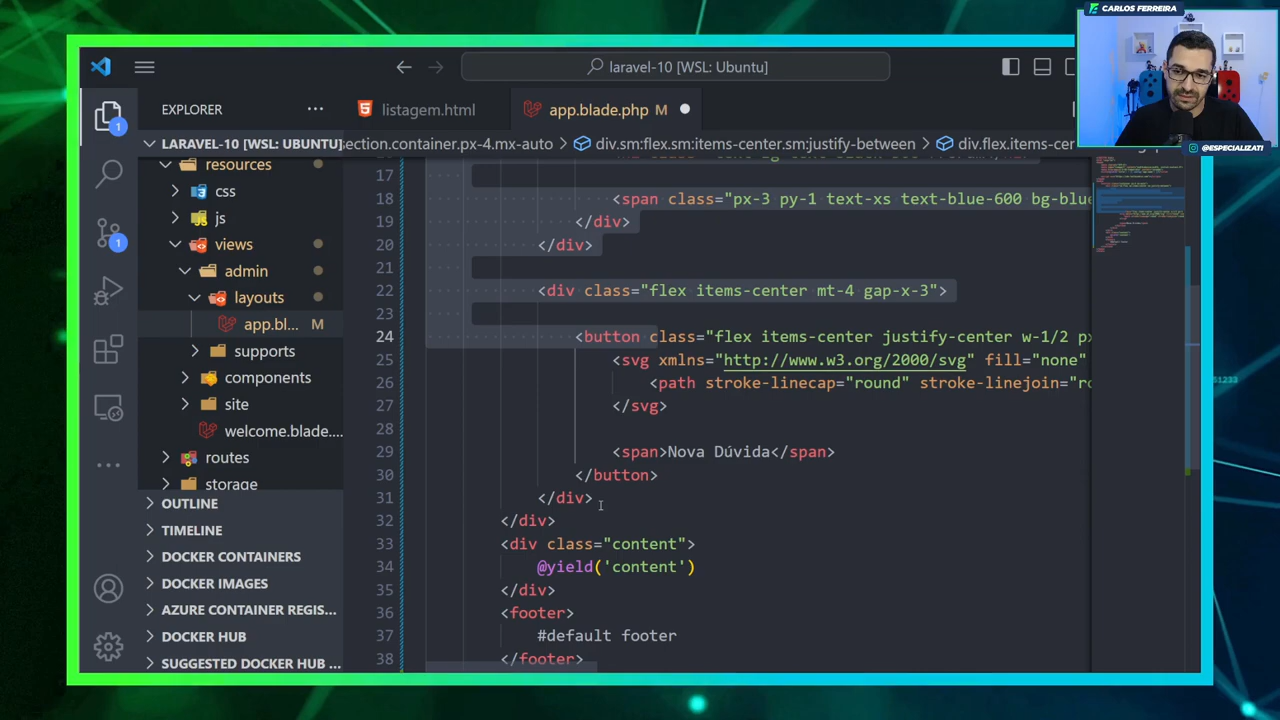 CARLOS FERREIRA
@ESPECIALIZATI
laravel-10 [WSL: Ubuntu]
EXPLORER
listagem.html
app.blade.php M
LARAVEL-10 [WSL: UBUNTU]
section.container.px-4.mx-auto > div.sm:flex.sm:items-center.sm:justify-between > div.flex.items-cer
resources
css
js
views
admin
layouts
app.bl... M
supports
components
site
welcome.blade....
routes
storage
OUTLINE
TIMELINE
DOCKER CONTAINERS
DOCKER IMAGES
AZURE CONTAINER REGIS...
DOCKER HUB
SUGGESTED DOCKER HUB ...
1
1
17
18 <span class="px-3 py-1 text-xs text-blue-600 bg-blue
19 </div>
20 </div>
21
22 <div class="flex items-center mt-4 gap-x-3">
23
24 <button class="flex items-center justify-center w-1/2 px
25 <svg xmlns="http://www.w3.org/2000/svg" fill="none"
26 <path stroke-linecap="round" stroke-linejoin="ro
27 </svg>
28
29 <span>Nova Dúvida</span>
30 </button>
31 </div>
32 </div>
33 <div class="content">
34 @yield('content')
35 </div>
36 <footer>
37 #default footer
38 </footer>